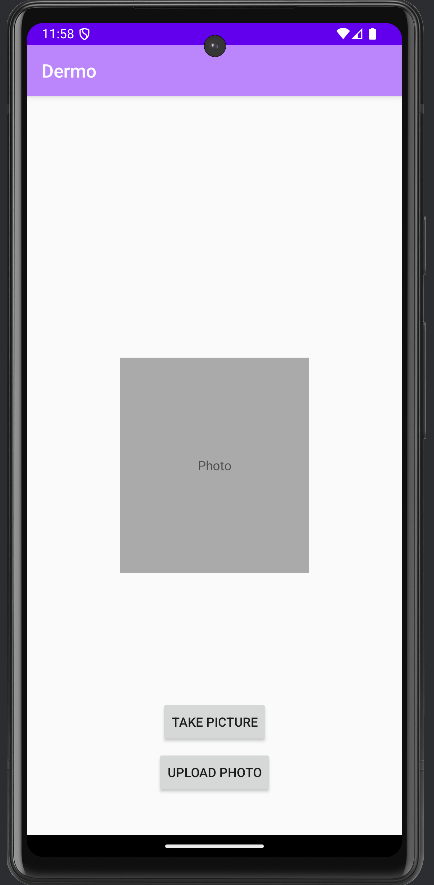 11:58
Dermo
Photo
TAKE PICTURE
UPLOAD PHOTO